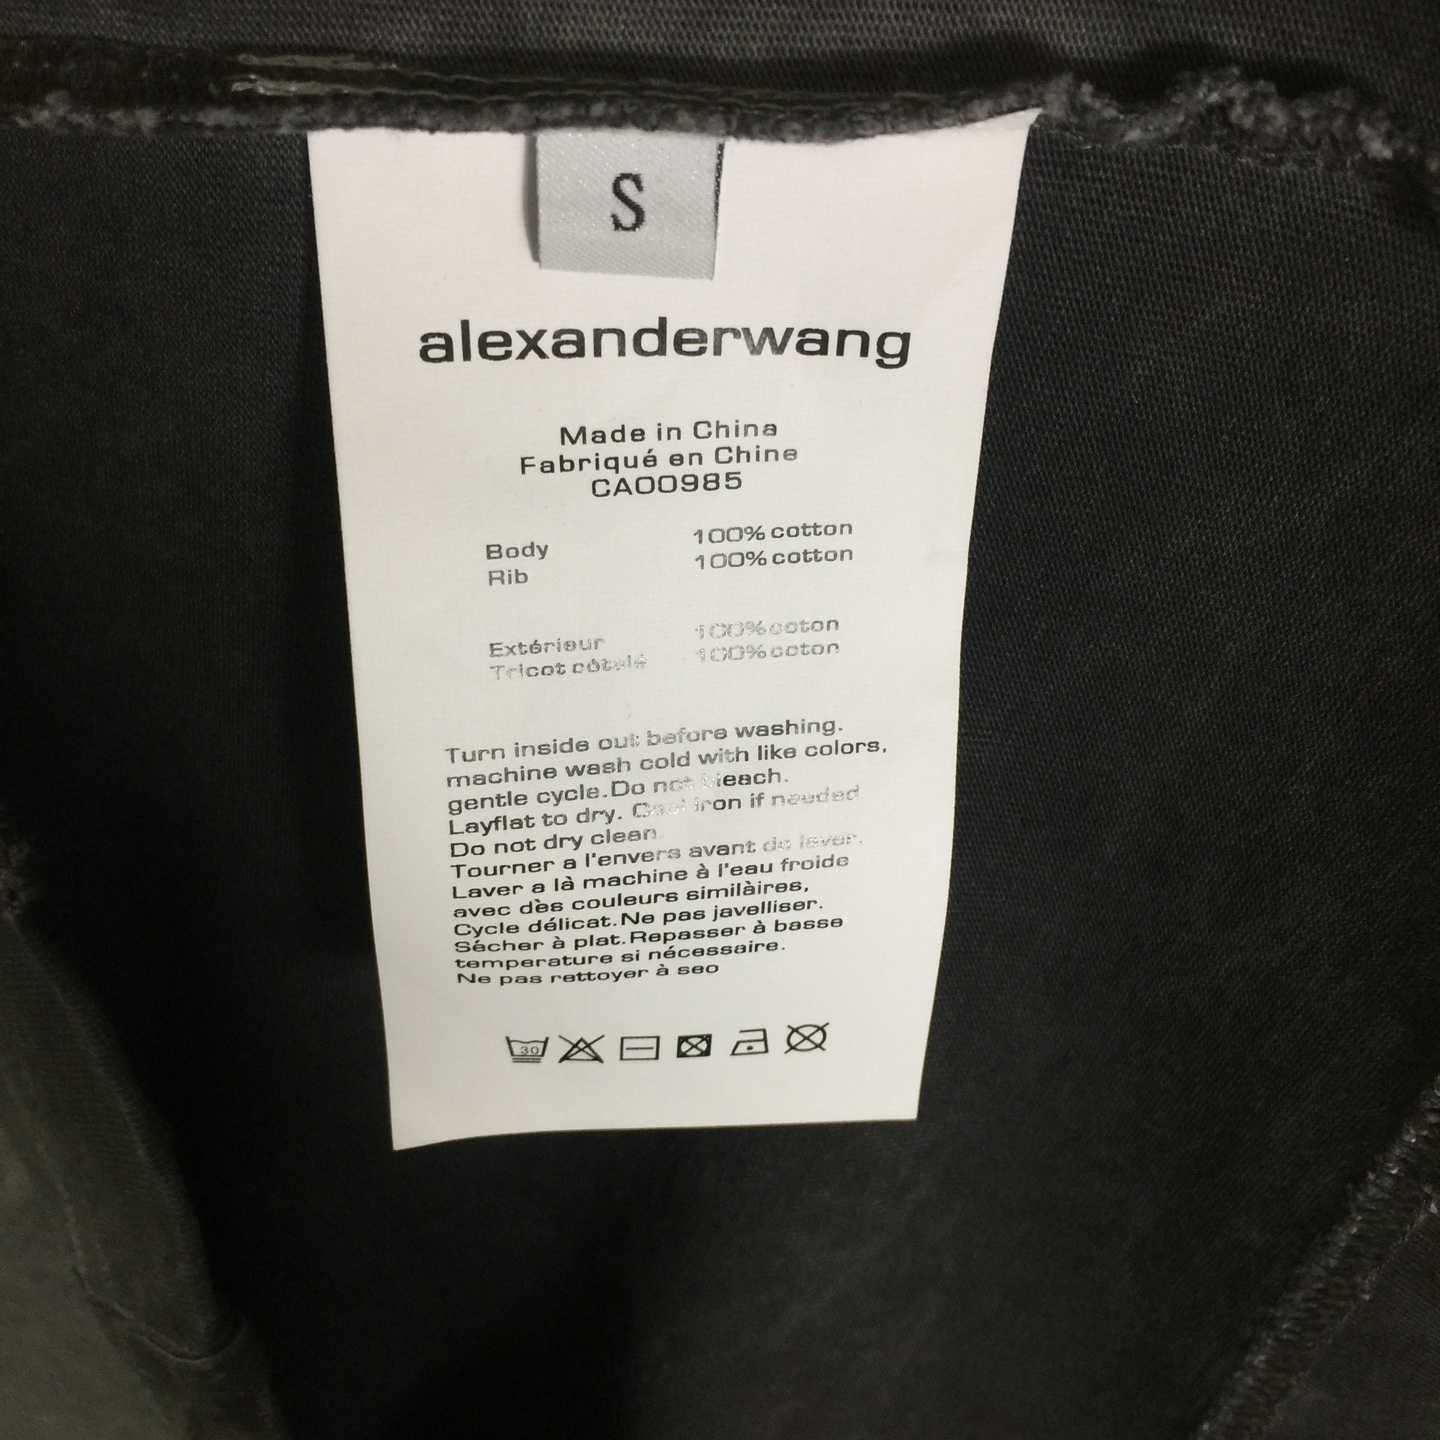 S
alexanderwang
Made in China
Fabriqué en Chine
CA00985
Body 100% cotton
Rib 100% cotton
Extérieur 100% coton
Tricot côtelé 100% coton
Turn inside out before washing.
machine wash cold with like colors,
gentle cycle.Do not bleach.
Layflat to dry. Cool iron if needed
Do not dry clean.
Tourner a l'envers avant de laver.
Laver a là machine à l'eau froide
avec dès couleurs similàires,
Cycle délicat.Ne pas javelliser.
Sécher à plat.Repasser à basse
temperature si nécessaire.
Ne pas rettoyer à seo
30